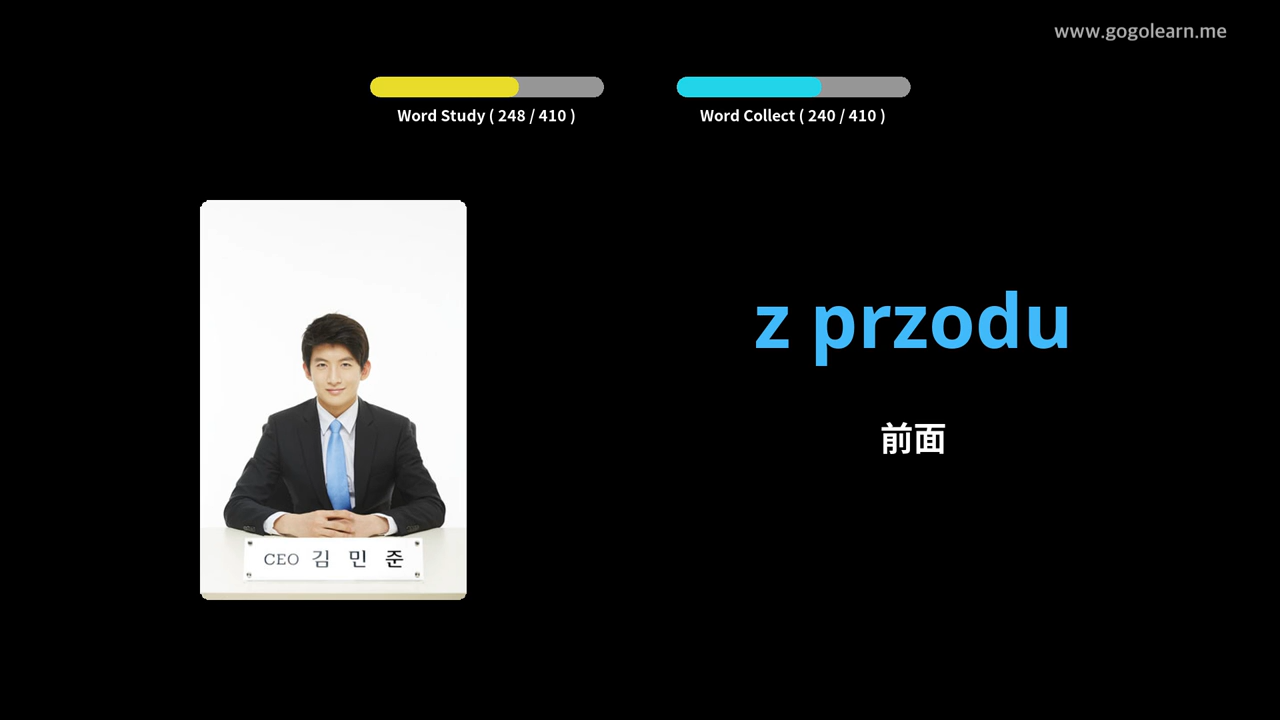 www.gogolearn.me
Word Study ( 248 / 410 )
Word Collect ( 240 / 410 )
z przodu
前面
CEO 김 민 준